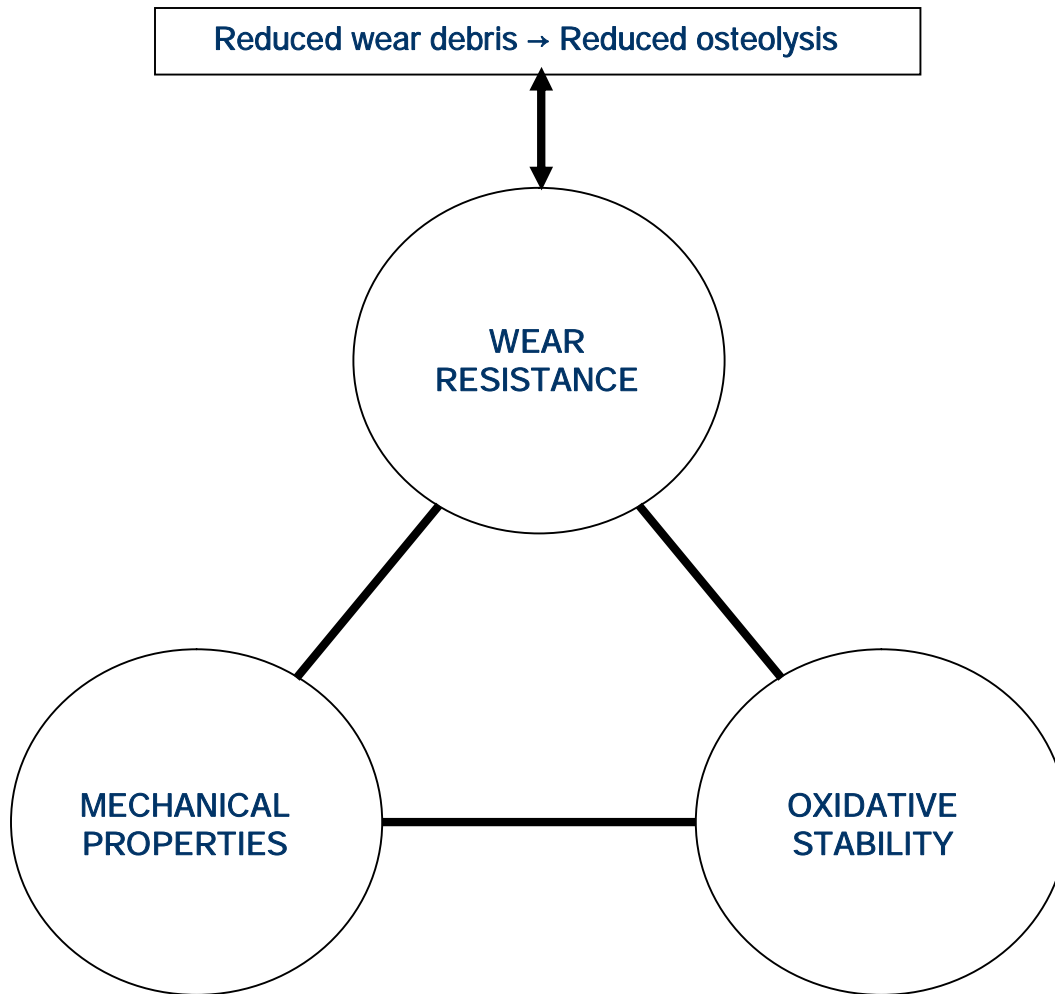 Reduced wear debris → Reduced osteolysis
WEAR
RESISTANCE
MECHANICAL
PROPERTIES
OXIDATIVE
STABILITY